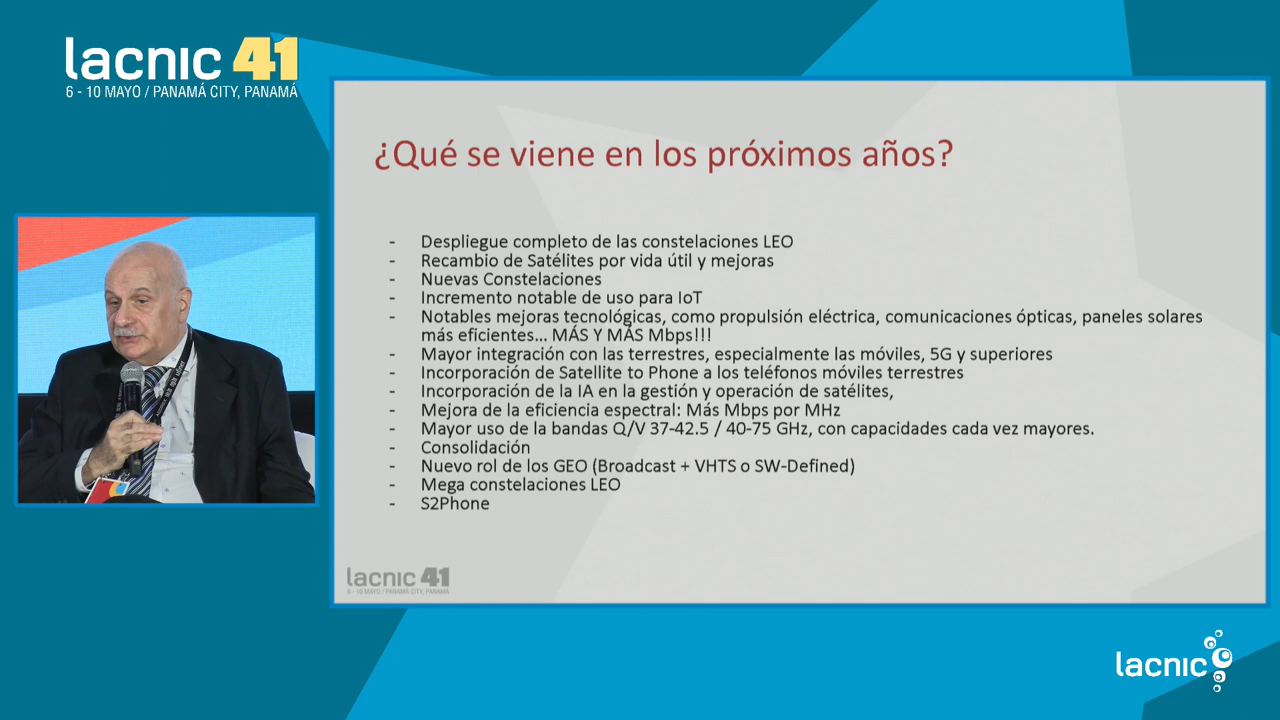 lacnic 41
6 - 10 MAYO / PANAMÁ CITY, PANAMÁ
¿Qué se viene en los próximos años?
- Despliegue completo de las constelaciones LEO
- Recambio de Satélites por vida útil y mejoras
- Nuevas Constelaciones
- Incremento notable de uso para IoT
- Notables mejoras tecnológicas, como propulsión eléctrica, comunicaciones ópticas, paneles solares
más eficientes... MÁS Y MÁS Mbps!!!
- Mayor integración con las terrestres, especialmente las móviles, 5G y superiores
- Incorporación de Satellite to Phone a los teléfonos móviles terrestres
- Incorporación de la IA en la gestión y operación de satélites,
- Mejora de la eficiencia espectral: Más Mbps por MHz
- Mayor uso de la bandas Q/V 37-42.5 / 40-75 GHz, con capacidades cada vez mayores.
- Consolidación
- Nuevo rol de los GEO (Broadcast + VHTS o SW-Defined)
- Mega constelaciones LEO
- S2Phone
lacnic 41
6 - 10 MAYO / PANAMÁ CITY, PANAMÁ
lacnic